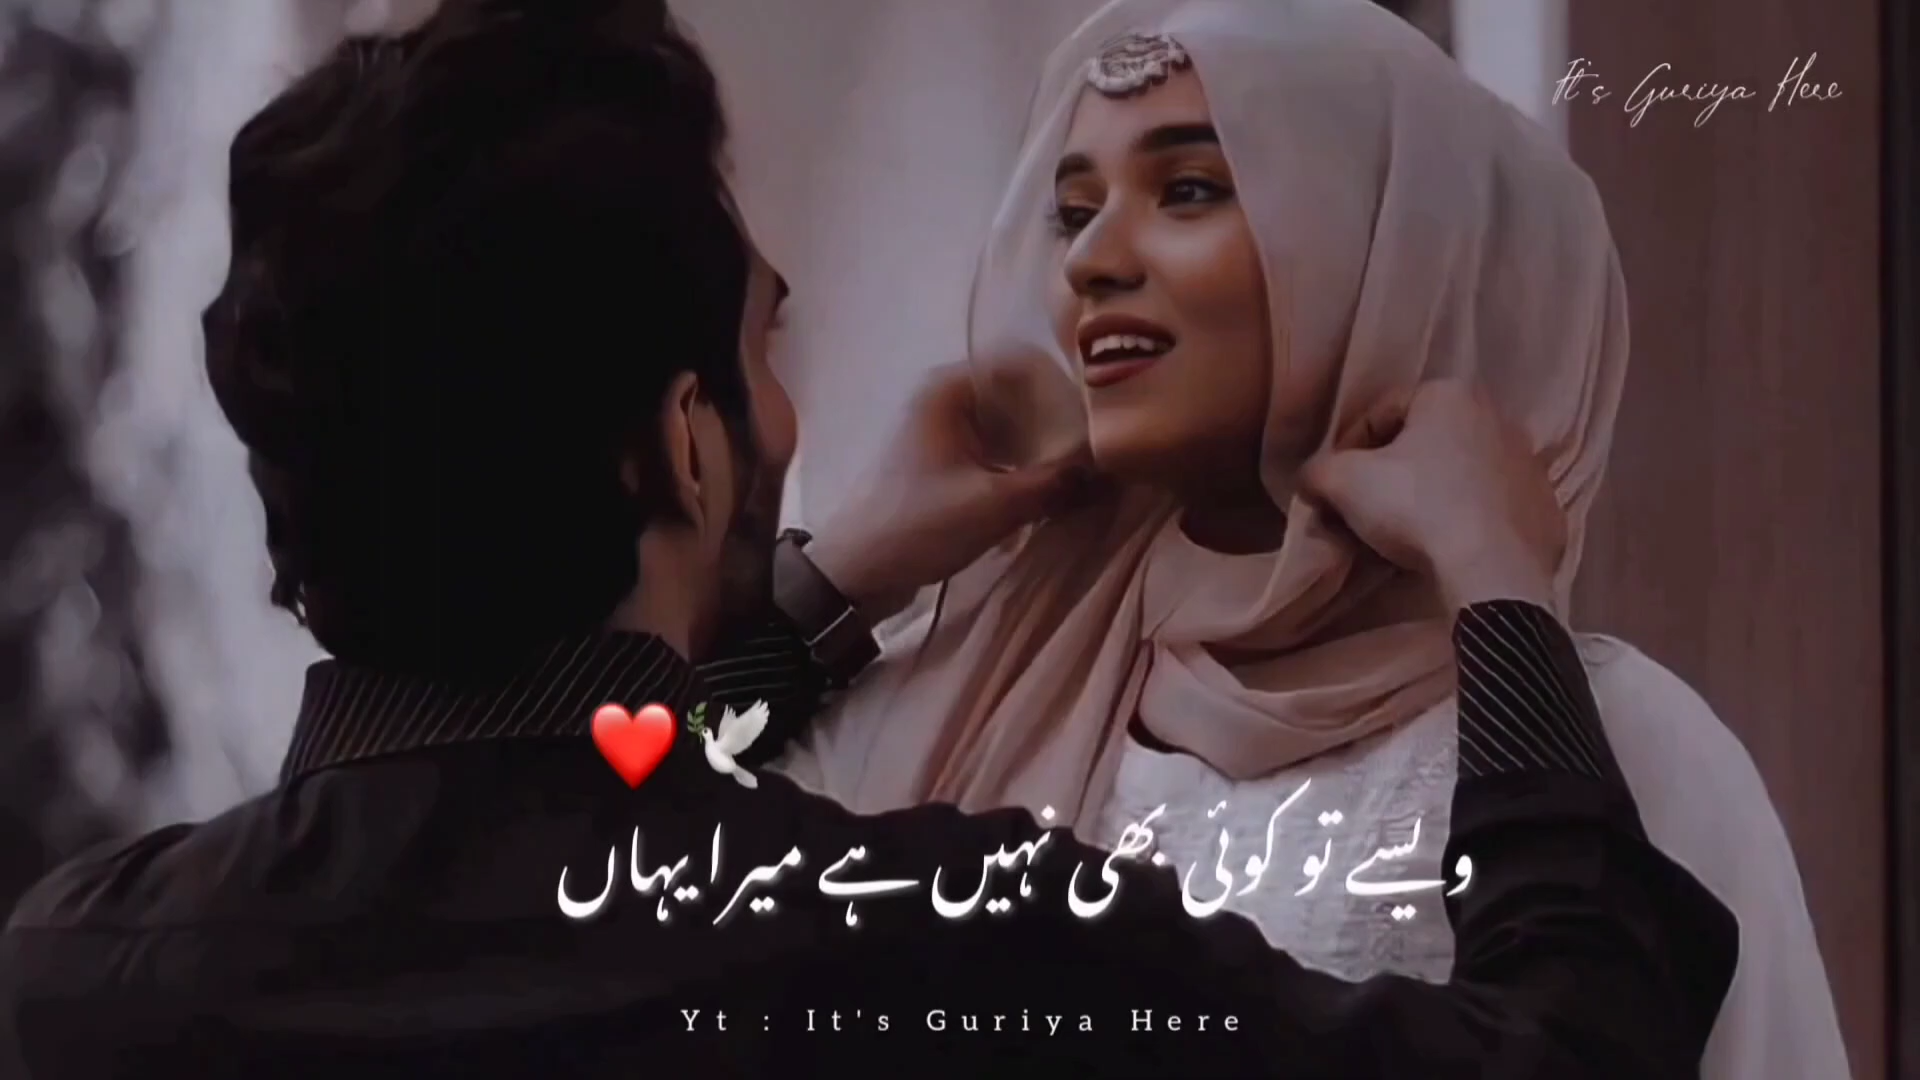 It's Guriya Here
❤️🕊️
ویسے تو کوئی بھی نہیں ہے میرا یہاں
Yt : It's Guriya Here